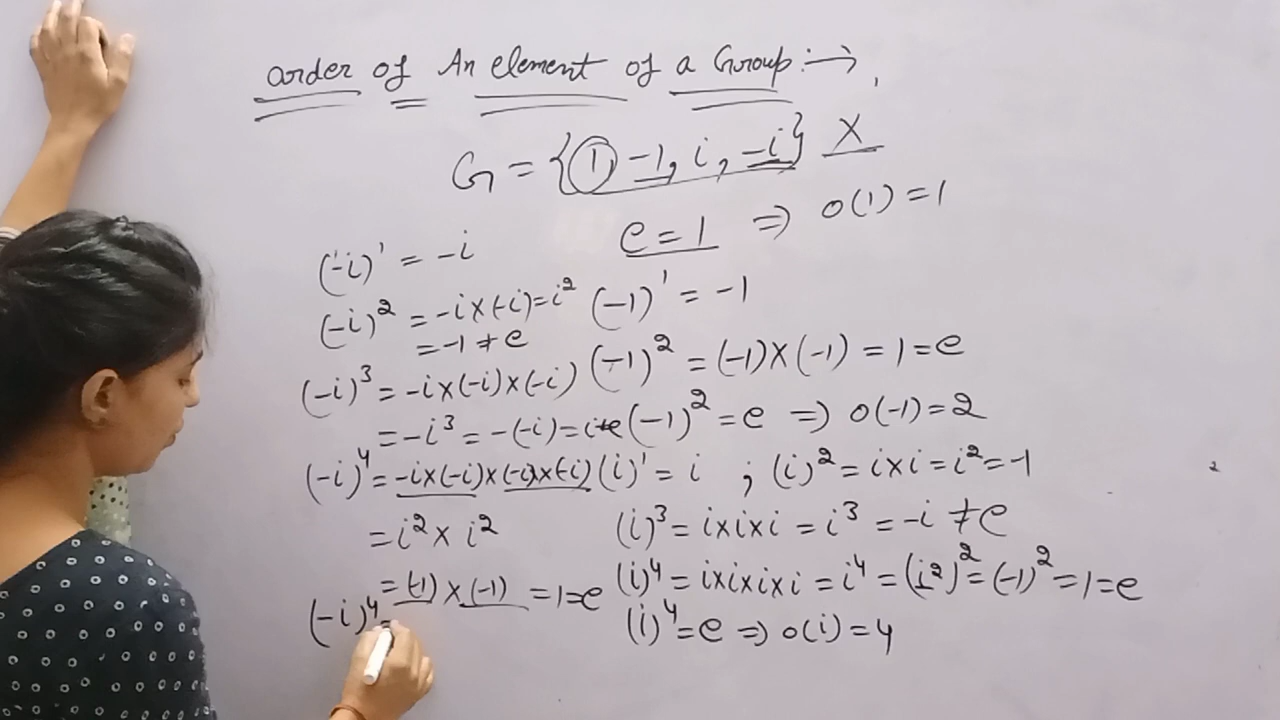 order of An element of a Group:→
G = {1, -1, i, -i} X
e = 1 ⇒ o(1) = 1
(-i)¹ = -i
(-i)² = -i×(-i) = i²
= -1 ≠ e
(-i)³ = -i×(-i)×(-i)
= -i³ = -(-i) = i≠e
(-i)⁴ = -i×(-i)×(-i)×(-i)
= i² × i²
= (-1) × (-1) = 1 = e
(-i)⁴ =
(-1)¹ = -1
(-1)² = (-1)×(-1) = 1 = e
(-1)² = e ⇒ o(-1) = 2
(i)¹ = i ; (i)² = i×i = i² = -1
(i)³ = i×i×i = i³ = -i ≠ e
(i)⁴ = i×i×i×i = i⁴ = (i²)² = (-1)² = 1 = e
(i)⁴ = e ⇒ o(i) = 4